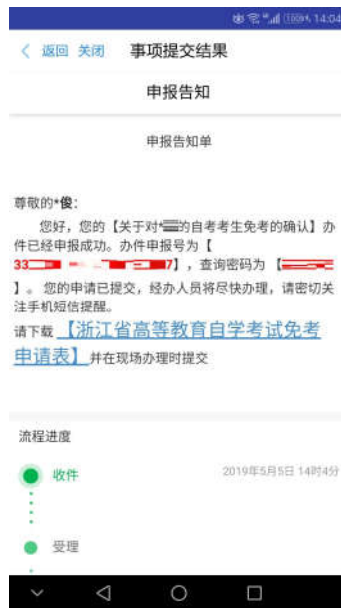 100% 14:04
返回 关闭 事项提交结果
申报告知
申报告知单
尊敬的*俊：
您好，您的【关于对*的自考考生免考的确认】办
件已经申报成功。办件申报号为【
33 7】，查询密码为【
】。您的申请已提交，经办人员将尽快办理，请密切关
注手机短信提醒。
请下载【浙江省高等教育自学考试免考
申请表】并在现场办理时提交
流程进度
收件 2019年5月5日 14时4分
受理